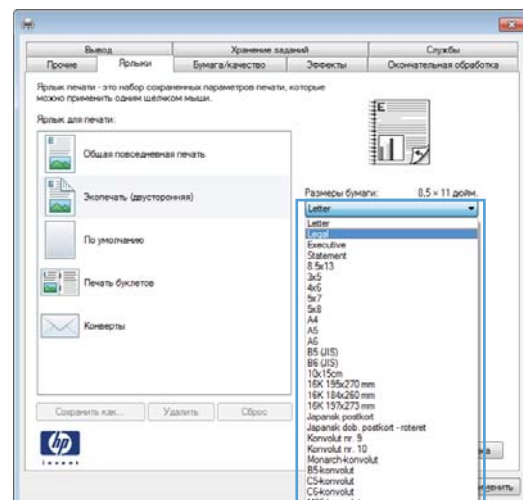 Вывод
Хранение заданий
Службы
Прочие
Ярлыки
Бумага/качество
Эффекты
Окончательная обработка
Ярлык печати - это набор сохраненных параметров печати, которые
можно применить одним щелчком мыши.
Ярлык для печати:
Общая повседневная печать
Экопечать (двусторонняя)
По умолчанию
Печать буклетов
Конверты
Сохранить как...
Удалить
Сброс
hp
invent
Размеры бумаги:
8,5 × 11 дюйм.
Letter
Letter
Legal
Executive
Statement
8.5x13
3x5
4x6
5x7
5x8
A4
A5
A6
B5 (JIS)
B6 (JIS)
10x15cm
16K 195x270 mm
16K 184x260 mm
16K 197x273 mm
Japansk postkort
Japansk dob. postkort - roteret
Konvolut nr. 9
Konvolut nr. 10
Monarch-konvolut
B5-konvolut
C5-konvolut
C6-konvolut